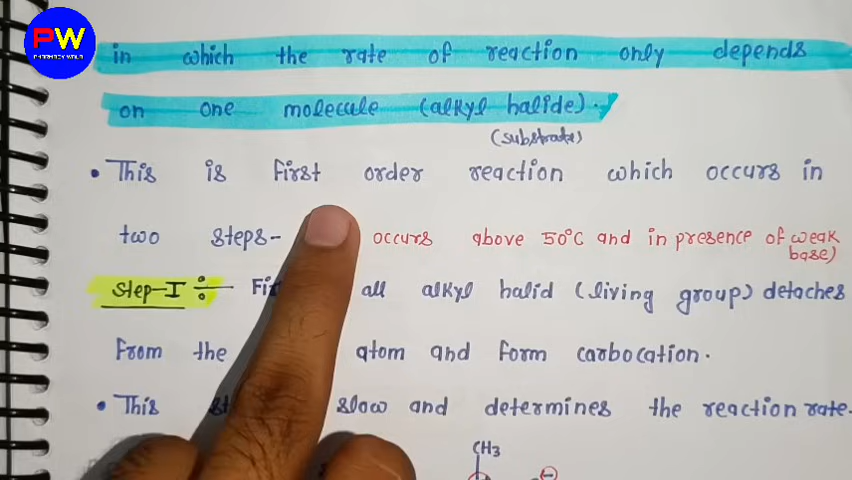 PW
PHARMACY WALA
in which the rate of reaction only depends
on one molecule (alkyl halide).
(substrate)
• This is first order reaction which occurs in
two steps- occurs above 50°C and in presence of weak
base)
Step-I ÷ all alkyl halid (living group) detaches
from the atom and form carbocation.
• This slow and determines the reaction rate.
CH3